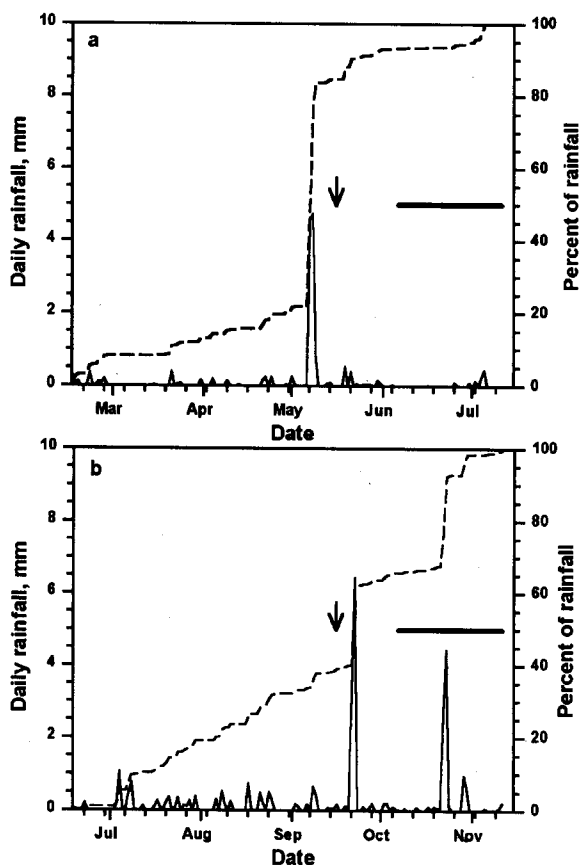 a
10
8
6
4
2
0
Daily rainfall, mm
100
80
60
40
20
0
Percent of rainfall
Mar Apr May Jun Jul
Date
b
10
8
6
4
2
0
Daily rainfall, mm
100
80
60
40
20
0
Percent of rainfall
Jul Aug Sep Oct Nov
Date